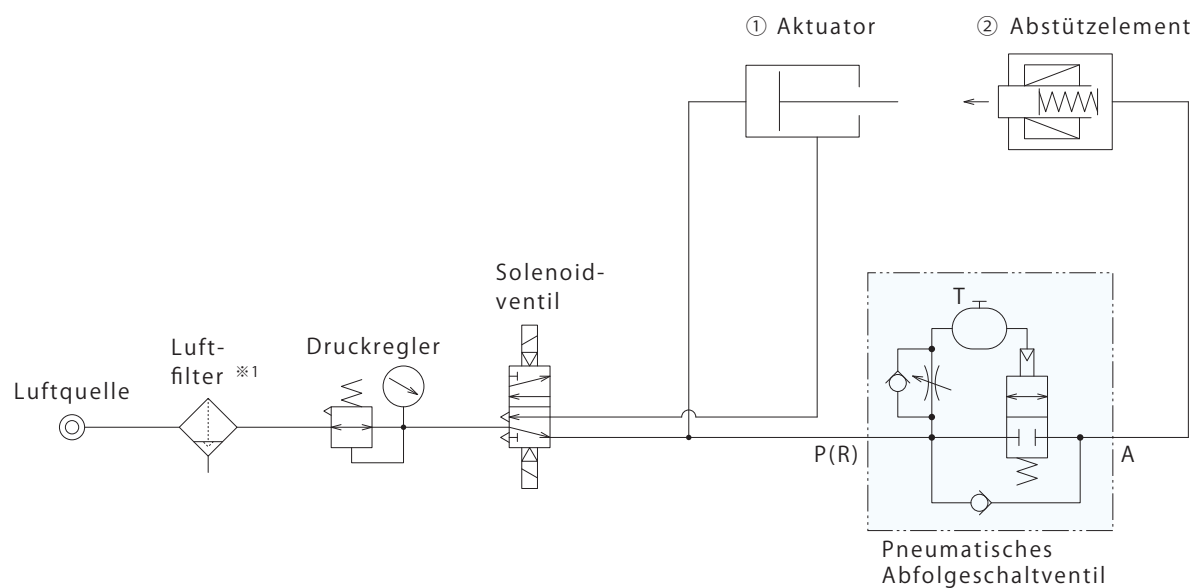 ① Aktuator
② Abstützelement
Solenoid-
ventil
Luft-
filter ※1
Druckregler
Luftquelle
T
P(R)
A
Pneumatisches
Abfolgeschaltventil